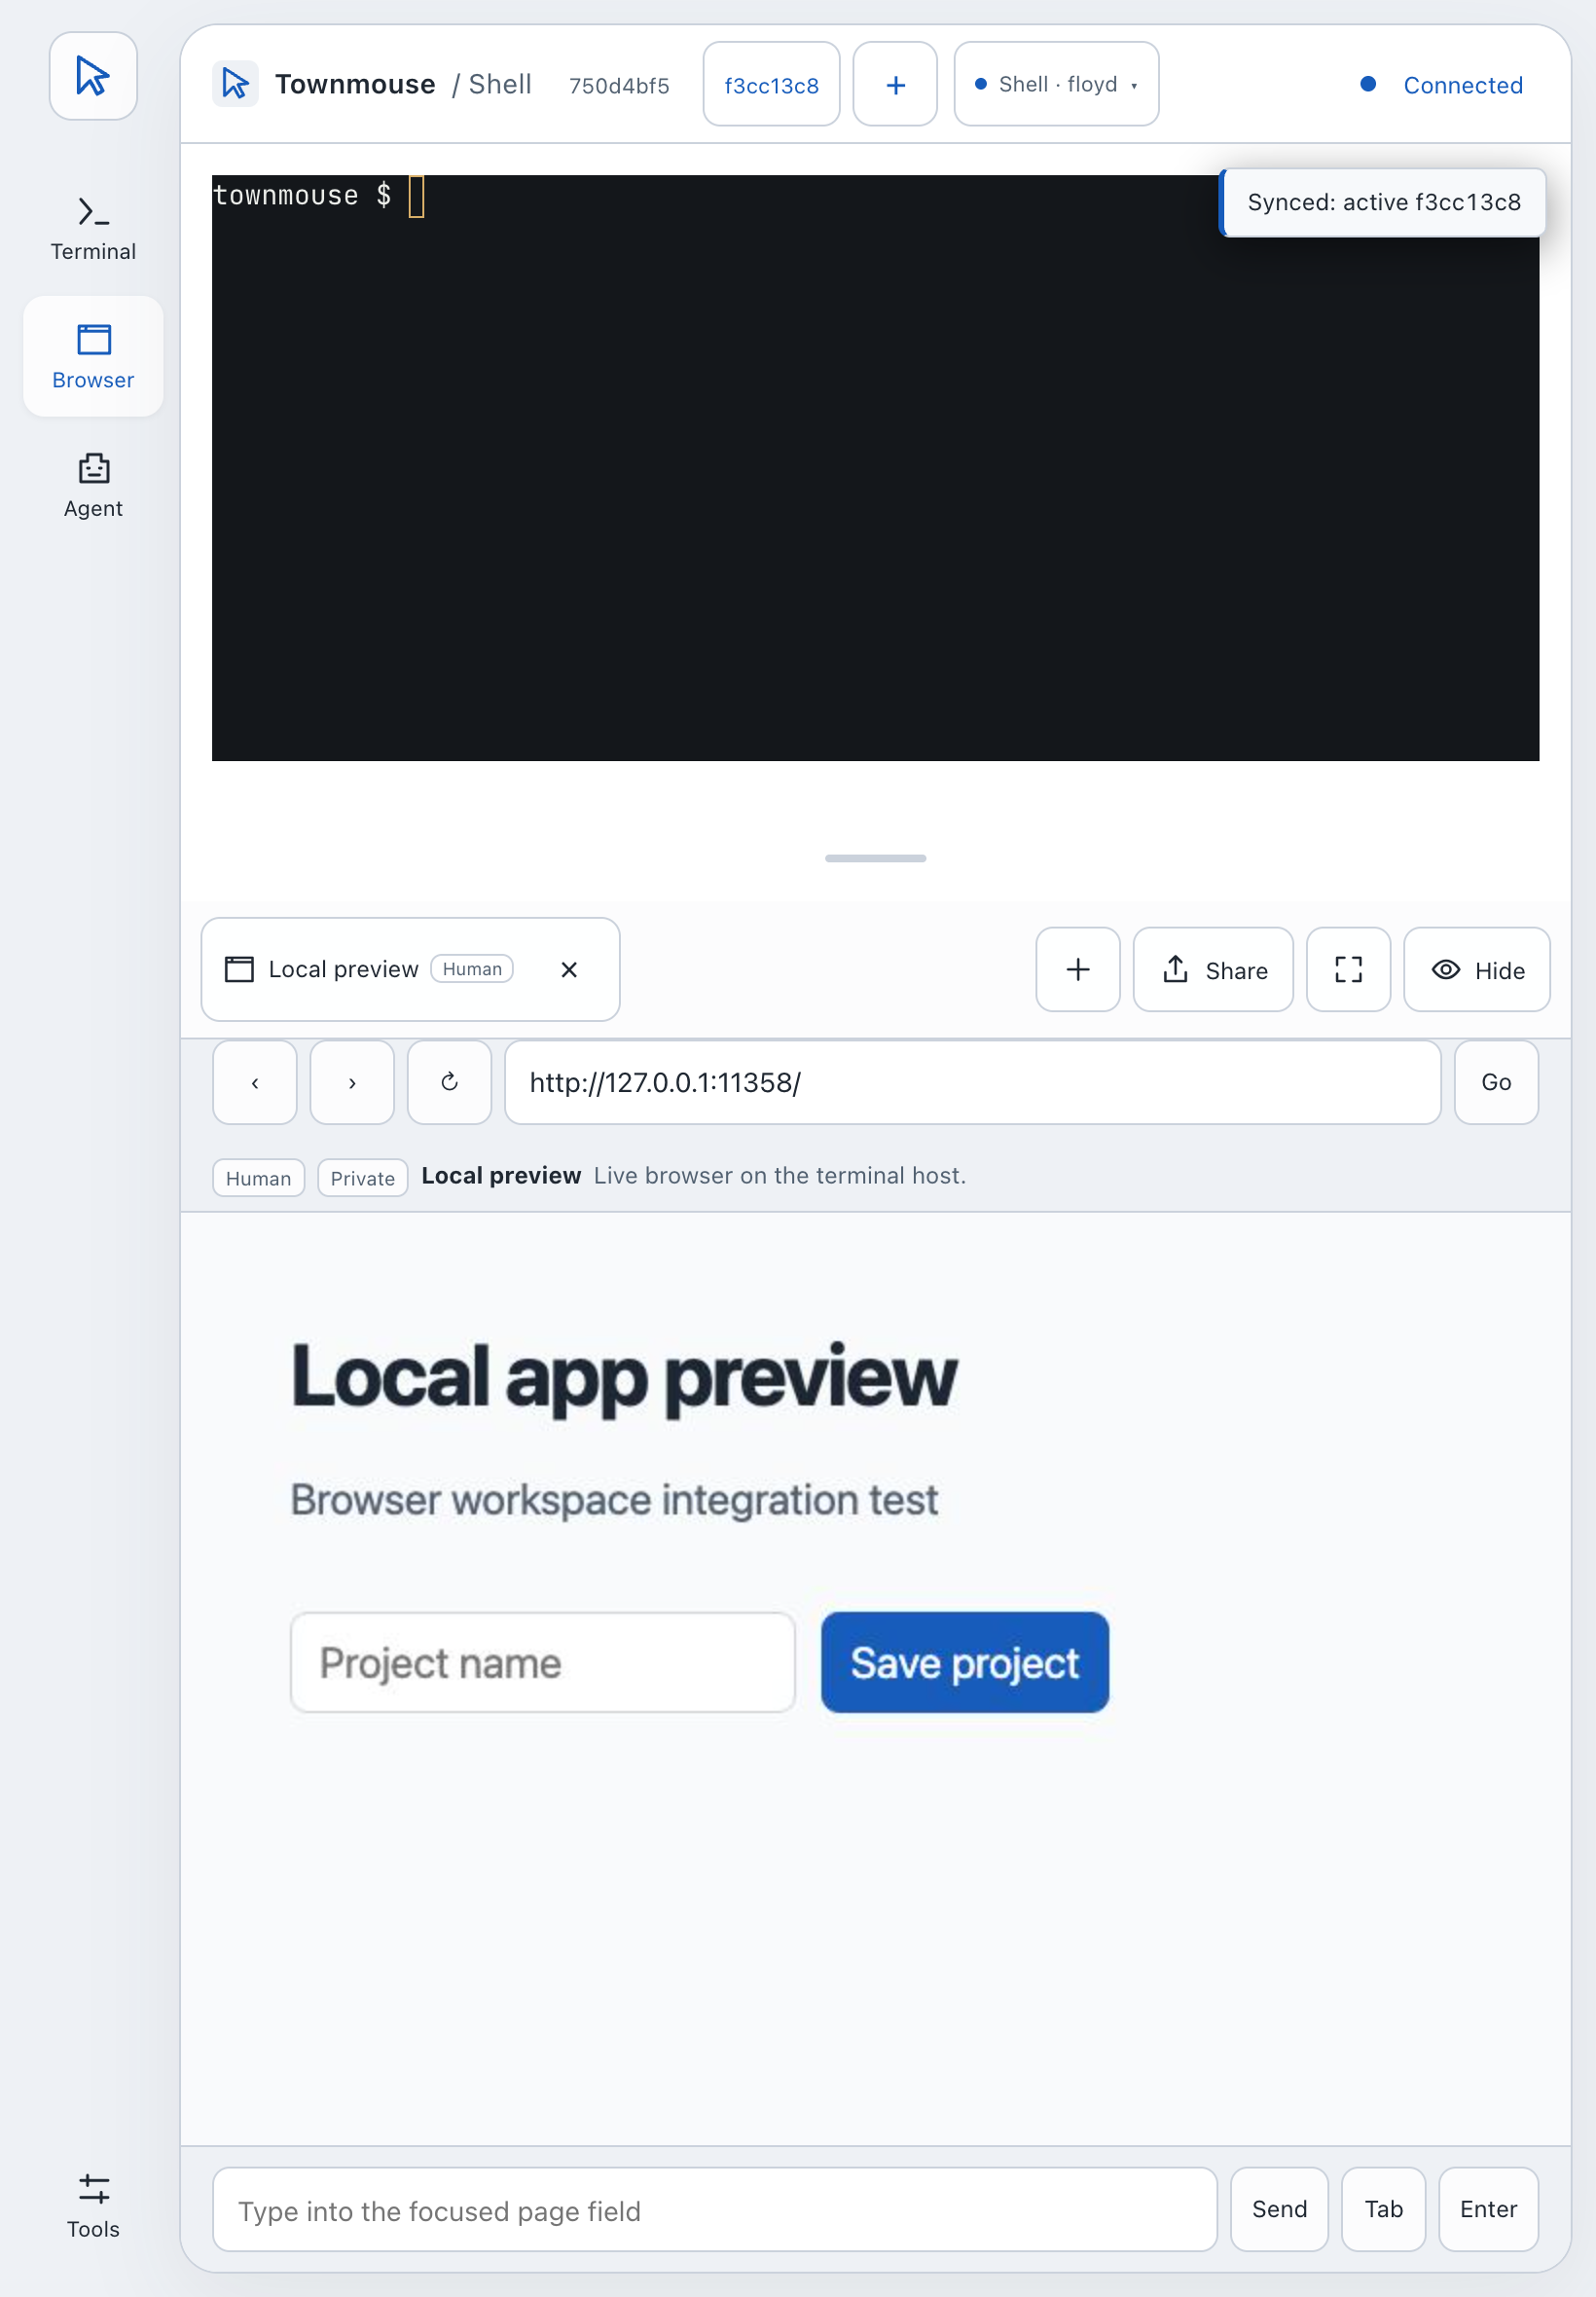 Townmouse / Shell 750d4bf5 f3cc13c8 + Shell · floyd ▾ Connected
Terminal
Browser
Agent
Tools
townmouse $
Synced: active f3cc13c8
Local preview Human × + Share Hide
‹ › ↻ http://127.0.0.1:11358/ Go
Human Private Local preview Live browser on the terminal host.
Local app preview
Browser workspace integration test
Project name Save project
Type into the focused page field Send Tab Enter